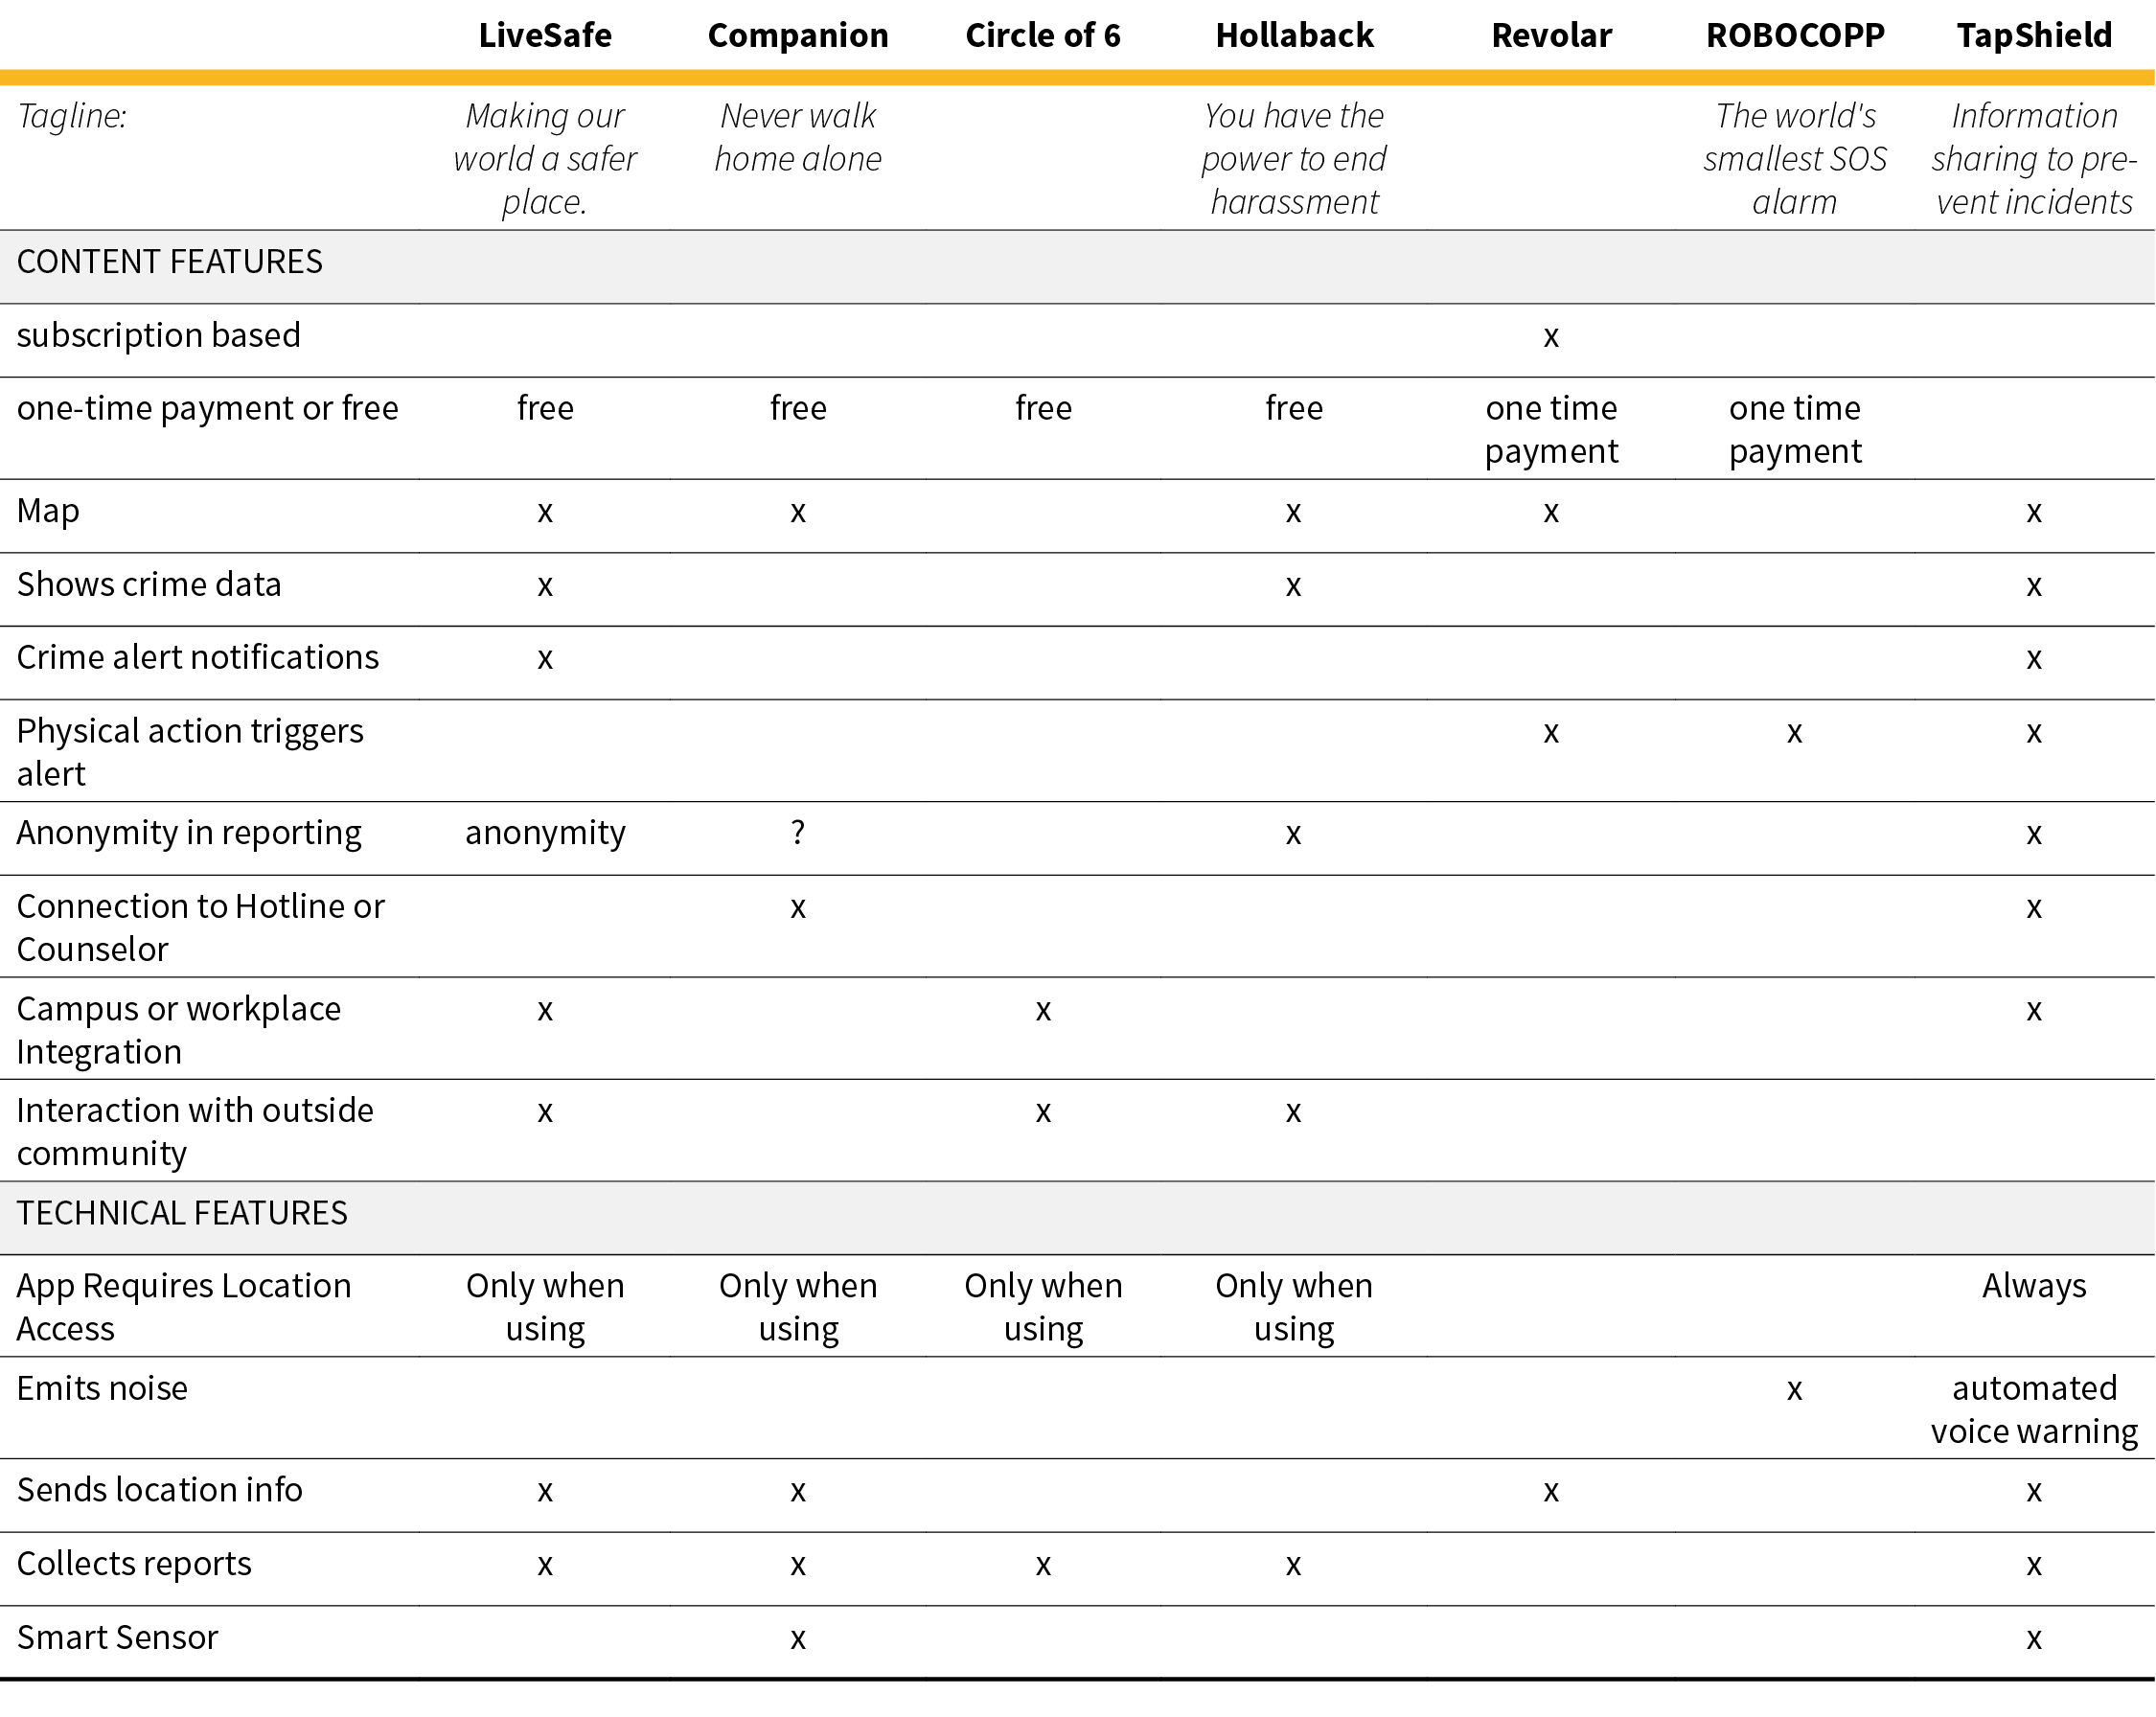 LiveSafe Companion Circle of 6 Hollaback Revolar ROBOCOPP TapShield
Tagline: Making our Never walk You have the The world's Information
world a safer home alone power to end smallest SOS sharing to pre-
place. harassment alarm vent incidents
CONTENT FEATURES
subscription based x
one-time payment or free free free free free one time one time
payment payment
Map x x x x x
Shows crime data x x x
Crime alert notifications x x
Physical action triggers x x x
alert
Anonymity in reporting anonymity ? x x
Connection to Hotline or x x
Counselor
Campus or workplace x x x
Integration
Interaction with outside x x x
community
TECHNICAL FEATURES
App Requires Location Only when Only when Only when Only when Always
Access using using using using
Emits noise x automated
voice warning
Sends location info x x x x
Collects reports x x x x x
Smart Sensor x x